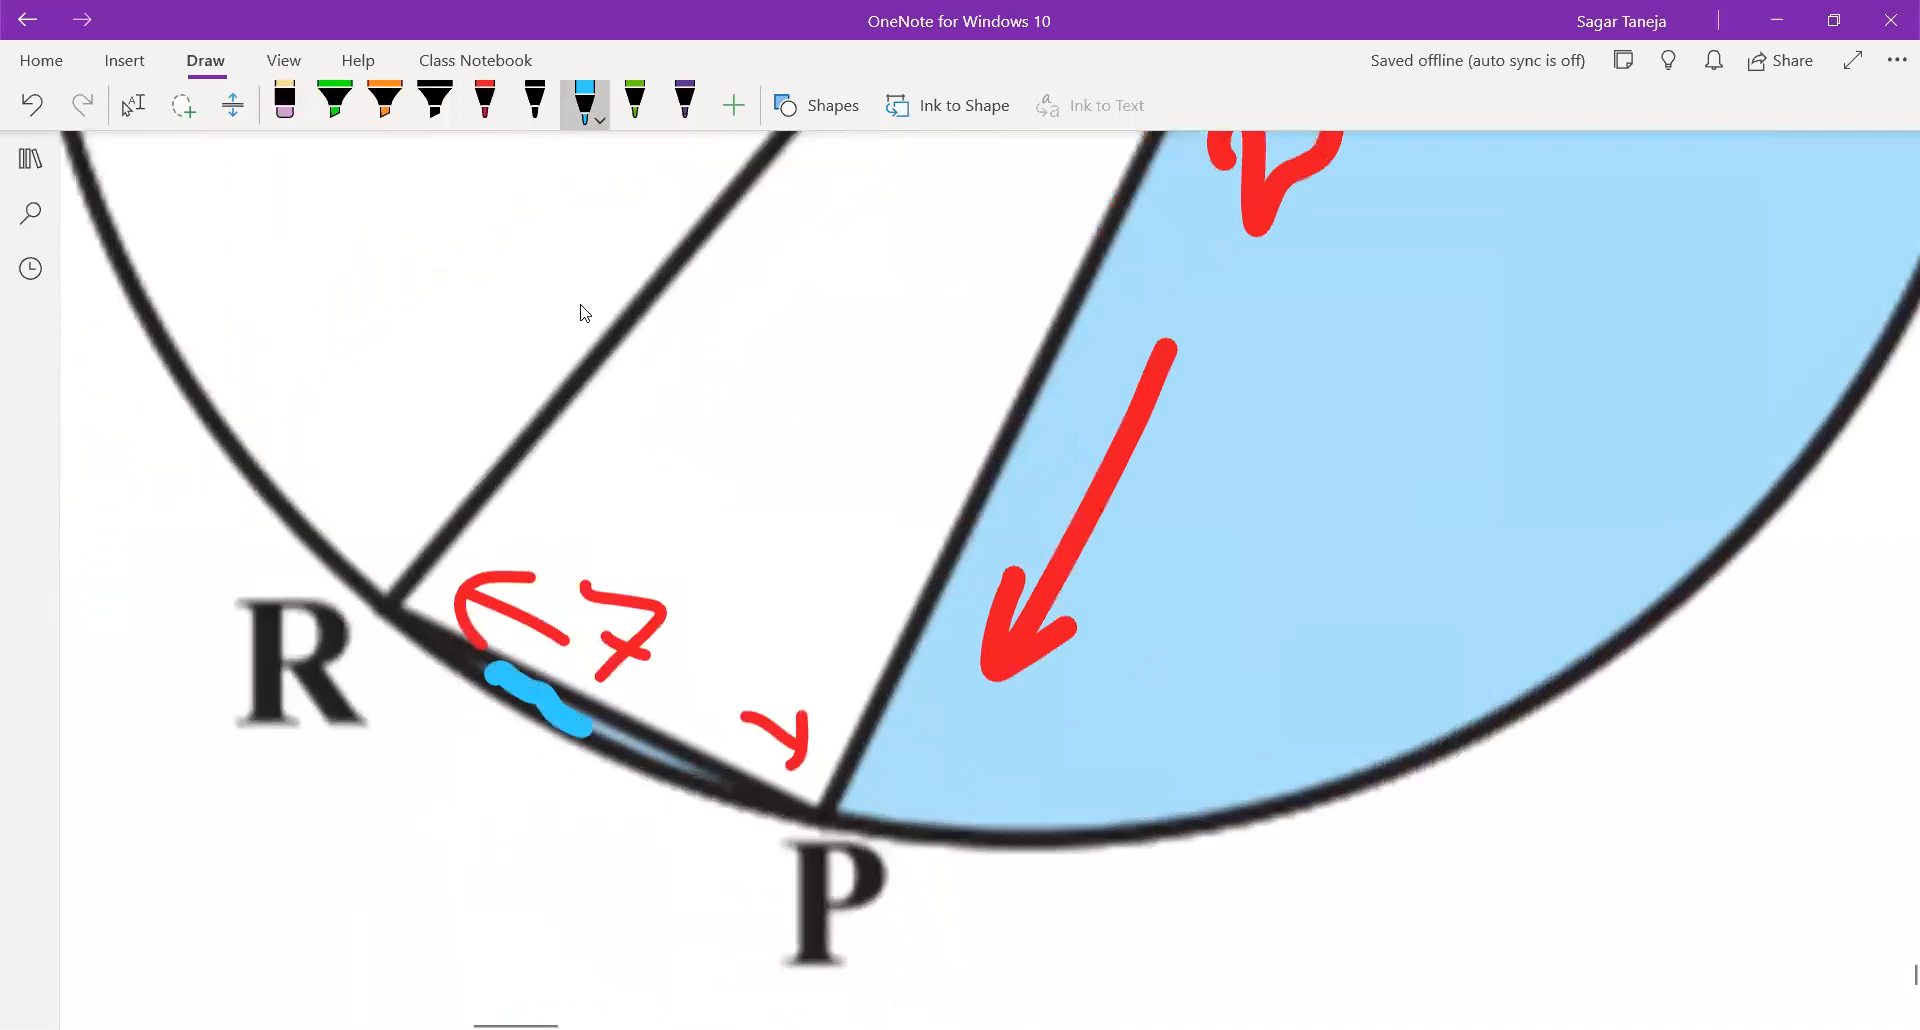 OneNote for Windows 10
Sagar Taneja
Home Insert Draw View Help Class Notebook
Saved offline (auto sync is off)
Share
Shapes
Ink to Shape
Ink to Text
7
R
P